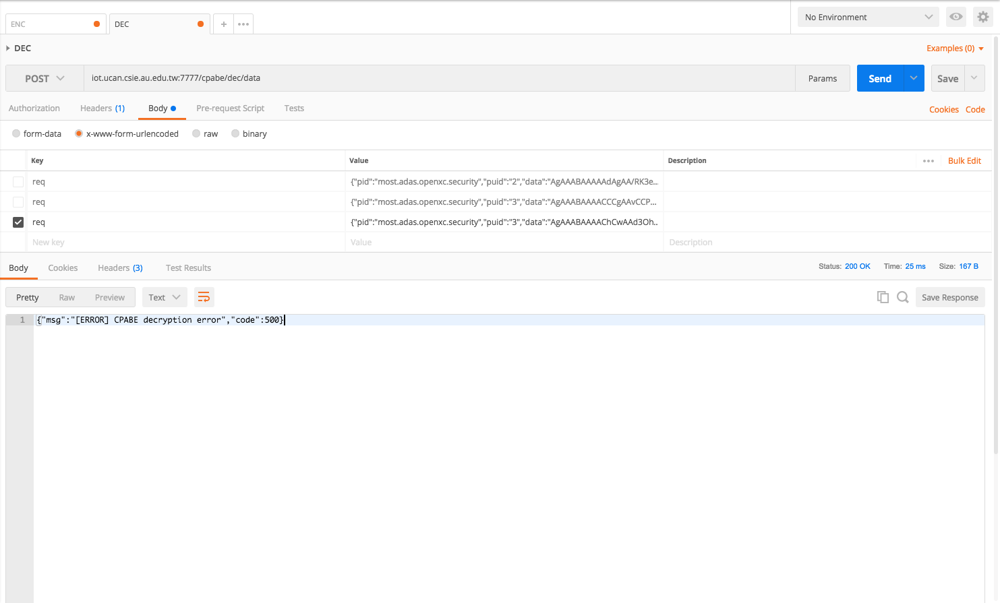 ENC
DEC
+
•••
No Environment
DEC
Examples (0)
POST
iot.ucan.csie.au.edu.tw:7777/cpabe/dec/data
Params
Send
Save
Authorization
Headers (1)
Body
Pre-request Script
Tests
Cookies
Code
form-data
x-www-form-urlencoded
raw
binary
Key
Value
Description
•••
Bulk Edit
req
{"pid":"most.adas.openxc.security","puid":"2","data":"AgAAABAAAAAdAgAA/RK3e...
req
{"pid":"most.adas.openxc.security","puid":"3","data":"AgAAABAAAACCCgAAvCCP...
req
{"pid":"most.adas.openxc.security","puid":"3","data":"AgAAABAAAAChCwAAd3Oh...
New key
Value
Description
Body
Cookies
Headers (3)
Test Results
Status: 200 OK
Time: 25 ms
Size: 167 B
Pretty
Raw
Preview
Text
Save Response
1
{"msg":"[ERROR] CPABE decryption error","code":500}